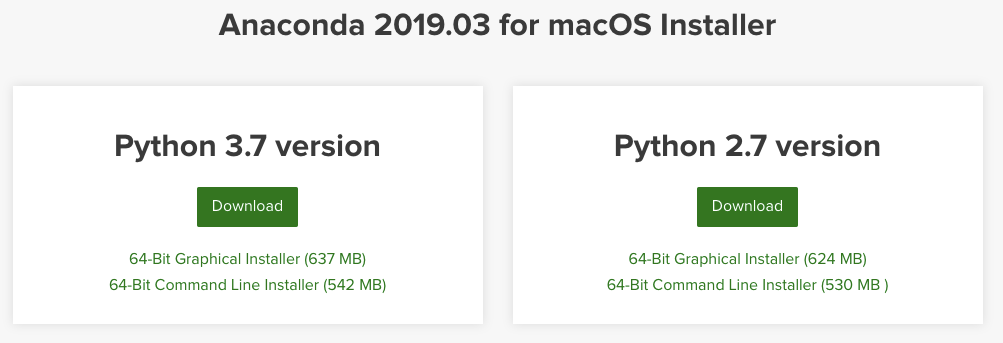 Anaconda 2019.03 for macOS Installer
Python 3.7 version
Download
64-Bit Graphical Installer (637 MB)
64-Bit Command Line Installer (542 MB)
Python 2.7 version
Download
64-Bit Graphical Installer (624 MB)
64-Bit Command Line Installer (530 MB )